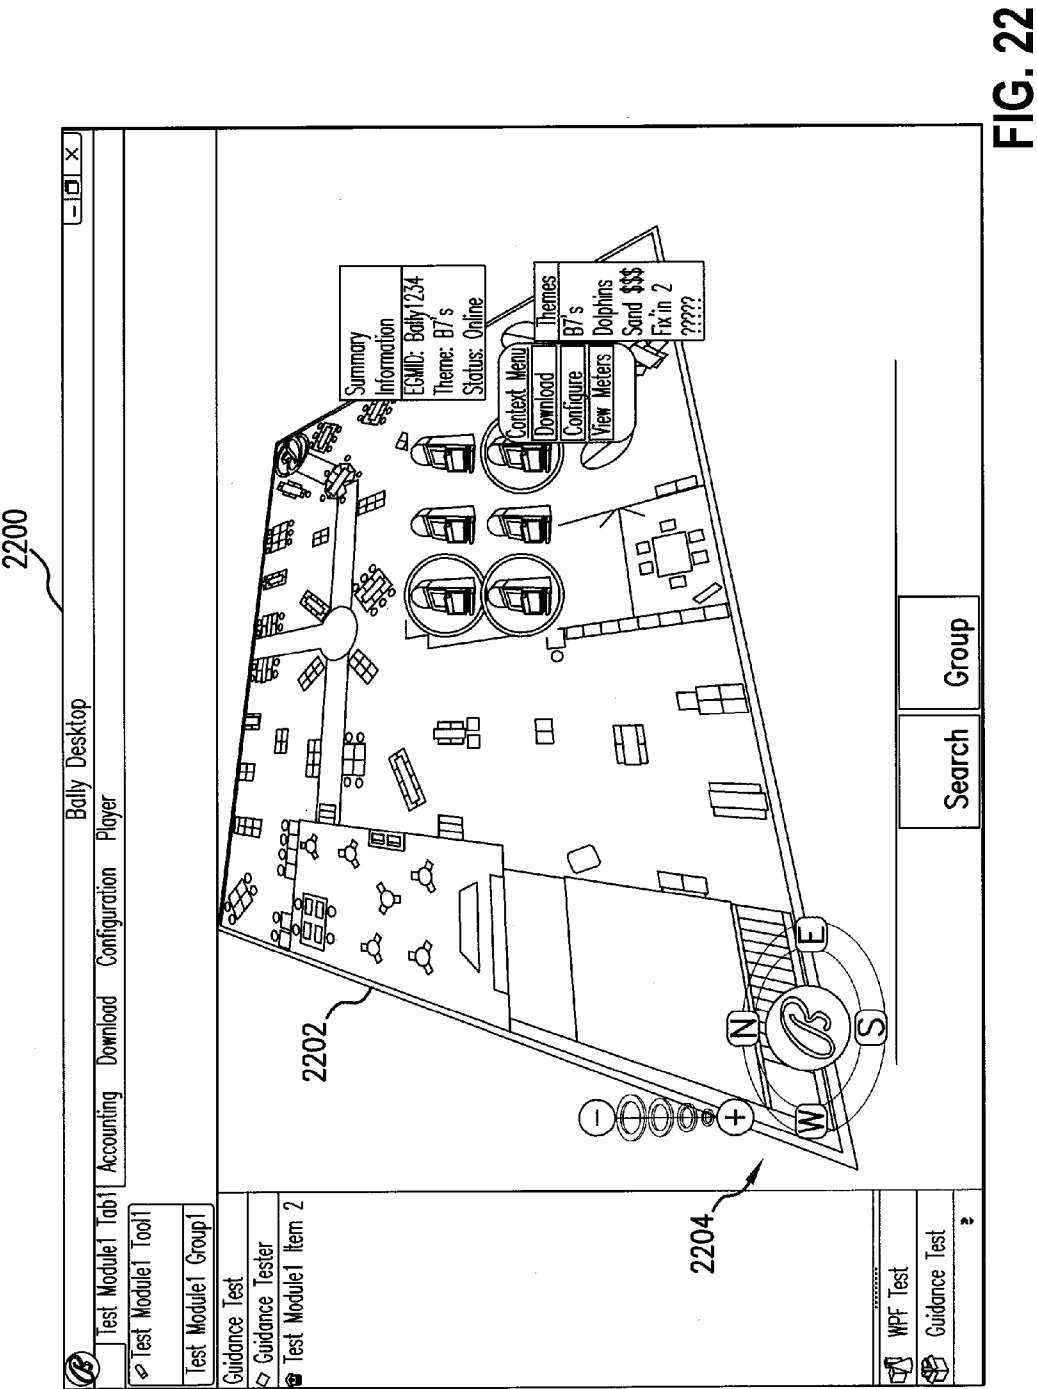 2200
Bally Desktop
Test Module1 Tab1 Accounting Download Configuration Player
Test Module1 Tool1
Test Module1 Group1
Guidance Test
Guidance Tester
Test Module1 Item 2
WPF Test
Guidance Test
2202
2204
Summary
Information
EGMID: Bally1234
Theme: B7's
Status: Online
Context Menu
Download
Configure
View Meters
Themes
B7's
Dolphins
Sand $$$
Fix'in 2
?????
N
W
E
S
Search
Group
FIG. 22